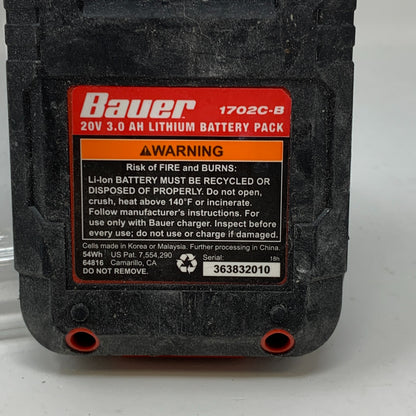 Bauer 1702C-B
20V 3.0 AH LITHIUM BATTERY PACK
WARNING
Risk of FIRE and BURNS:
Li-Ion BATTERY MUST BE RECYCLED OR
DISPOSED OF PROPERLY. Do not open,
crush, heat above 140°F or incinerate.
Follow manufacturer's instructions. For
use only with Bauer charger. Inspect before
every use; do not use or charge if damaged.
Cells made in Korea or Malaysia. Further processing in China.
54Wh US Pat. 7,554,290 Serial: 18h
64816 Camarillo, CA 363832010
DO NOT REMOVE.